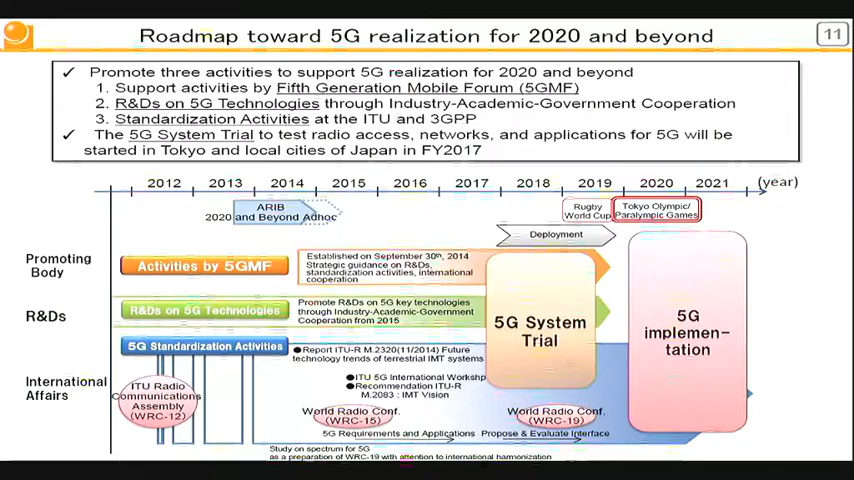 Roadmap toward 5G realization for 2020 and beyond
11
✓ Promote three activities to support 5G realization for 2020 and beyond
1. Support activities by Fifth Generation Mobile Forum (5GMF)
2. R&Ds on 5G Technologies through Industry-Academic-Government Cooperation
3. Standardization Activities at the ITU and 3GPP
✓ The 5G System Trial to test radio access, networks, and applications for 5G will be
started in Tokyo and local cities of Japan in FY2017
2012 2013 2014 2015 2016 2017 2018 2019 2020 2021 (year)
ARIB
2020 and Beyond Adhoc
Rugby
World Cup
Tokyo Olympic/
Paralympic Games
Deployment
Promoting
Body
Activities by 5GMF
Established on September 30th, 2014
Strategic guidance on R&Ds,
standardization activities, international
cooperation
R&Ds
R&Ds on 5G Technologies
Promote R&Ds on 5G key technologies
through Industry-Academic-Government
Cooperation from 2015
5G System
Trial
5G
implemen-
tation
International
Affairs
5G Standardization Activities
●Report ITU-R M.2320(11/2014) Future
technology trends of terrestrial IMT systems
●ITU 5G International Workshp
●Recommendation ITU-R
M.2083 : IMT Vision
ITU Radio
Communications
Assembly
(WRC-12)
World Radio Conf.
(WRC-15)
World Radio Conf.
(WRC-19)
5G Requirements and Applications
Propose & Evaluate Interface
Study on spectrum for 5G
as a preparation of WRC-19 with attention to international harmonization